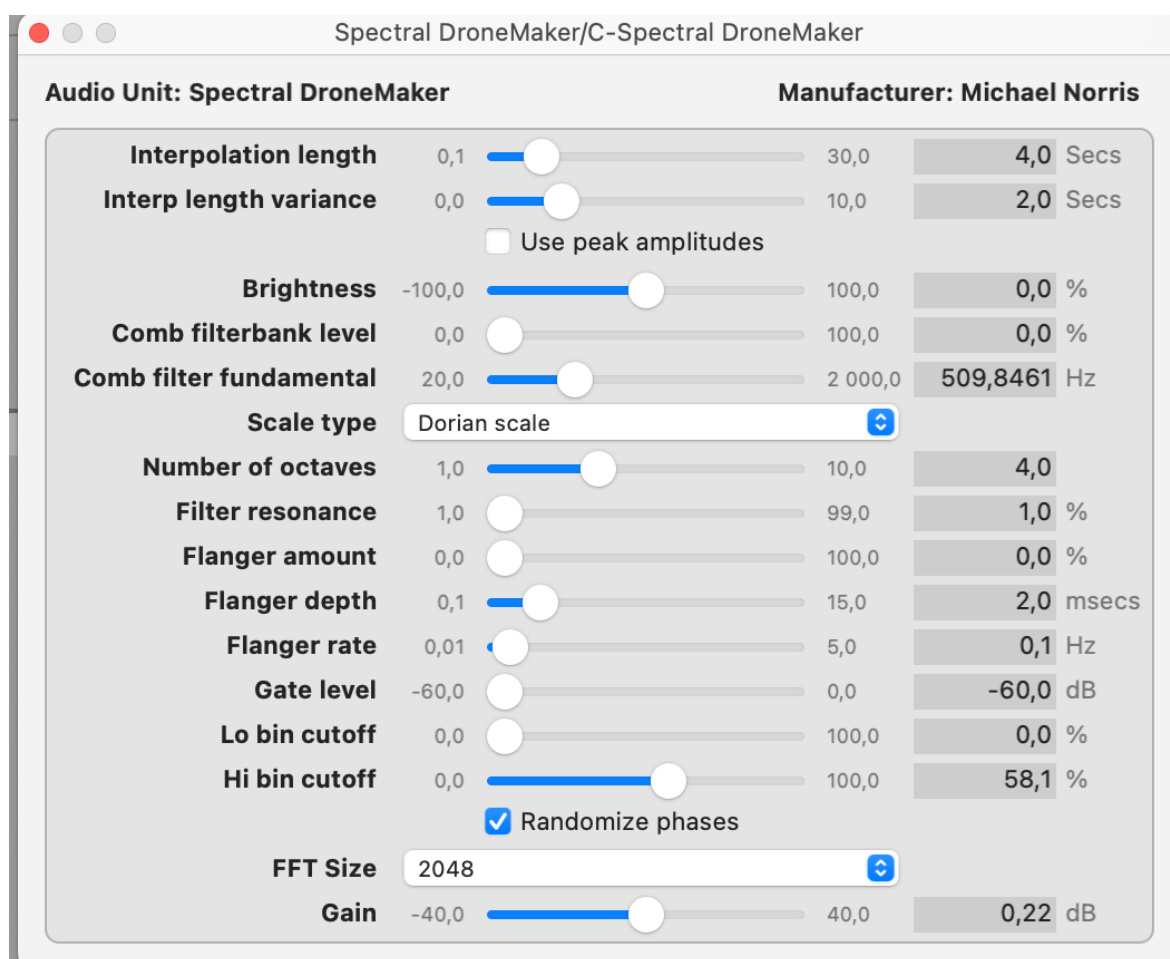 Spectral DroneMaker/C-Spectral DroneMaker
Audio Unit: Spectral DroneMaker Manufacturer: Michael Norris
Interpolation length 0,1 30,0 4,0 Secs
Interp length variance 0,0 10,0 2,0 Secs
Use peak amplitudes
Brightness -100,0 100,0 0,0 %
Comb filterbank level 0,0 100,0 0,0 %
Comb filter fundamental 20,0 2 000,0 509,8461 Hz
Scale type Dorian scale
Number of octaves 1,0 10,0 4,0
Filter resonance 1,0 99,0 1,0 %
Flanger amount 0,0 100,0 0,0 %
Flanger depth 0,1 15,0 2,0 msecs
Flanger rate 0,01 5,0 0,1 Hz
Gate level -60,0 0,0 -60,0 dB
Lo bin cutoff 0,0 100,0 0,0 %
Hi bin cutoff 0,0 100,0 58,1 %
Randomize phases
FFT Size 2048
Gain -40,0 40,0 0,22 dB